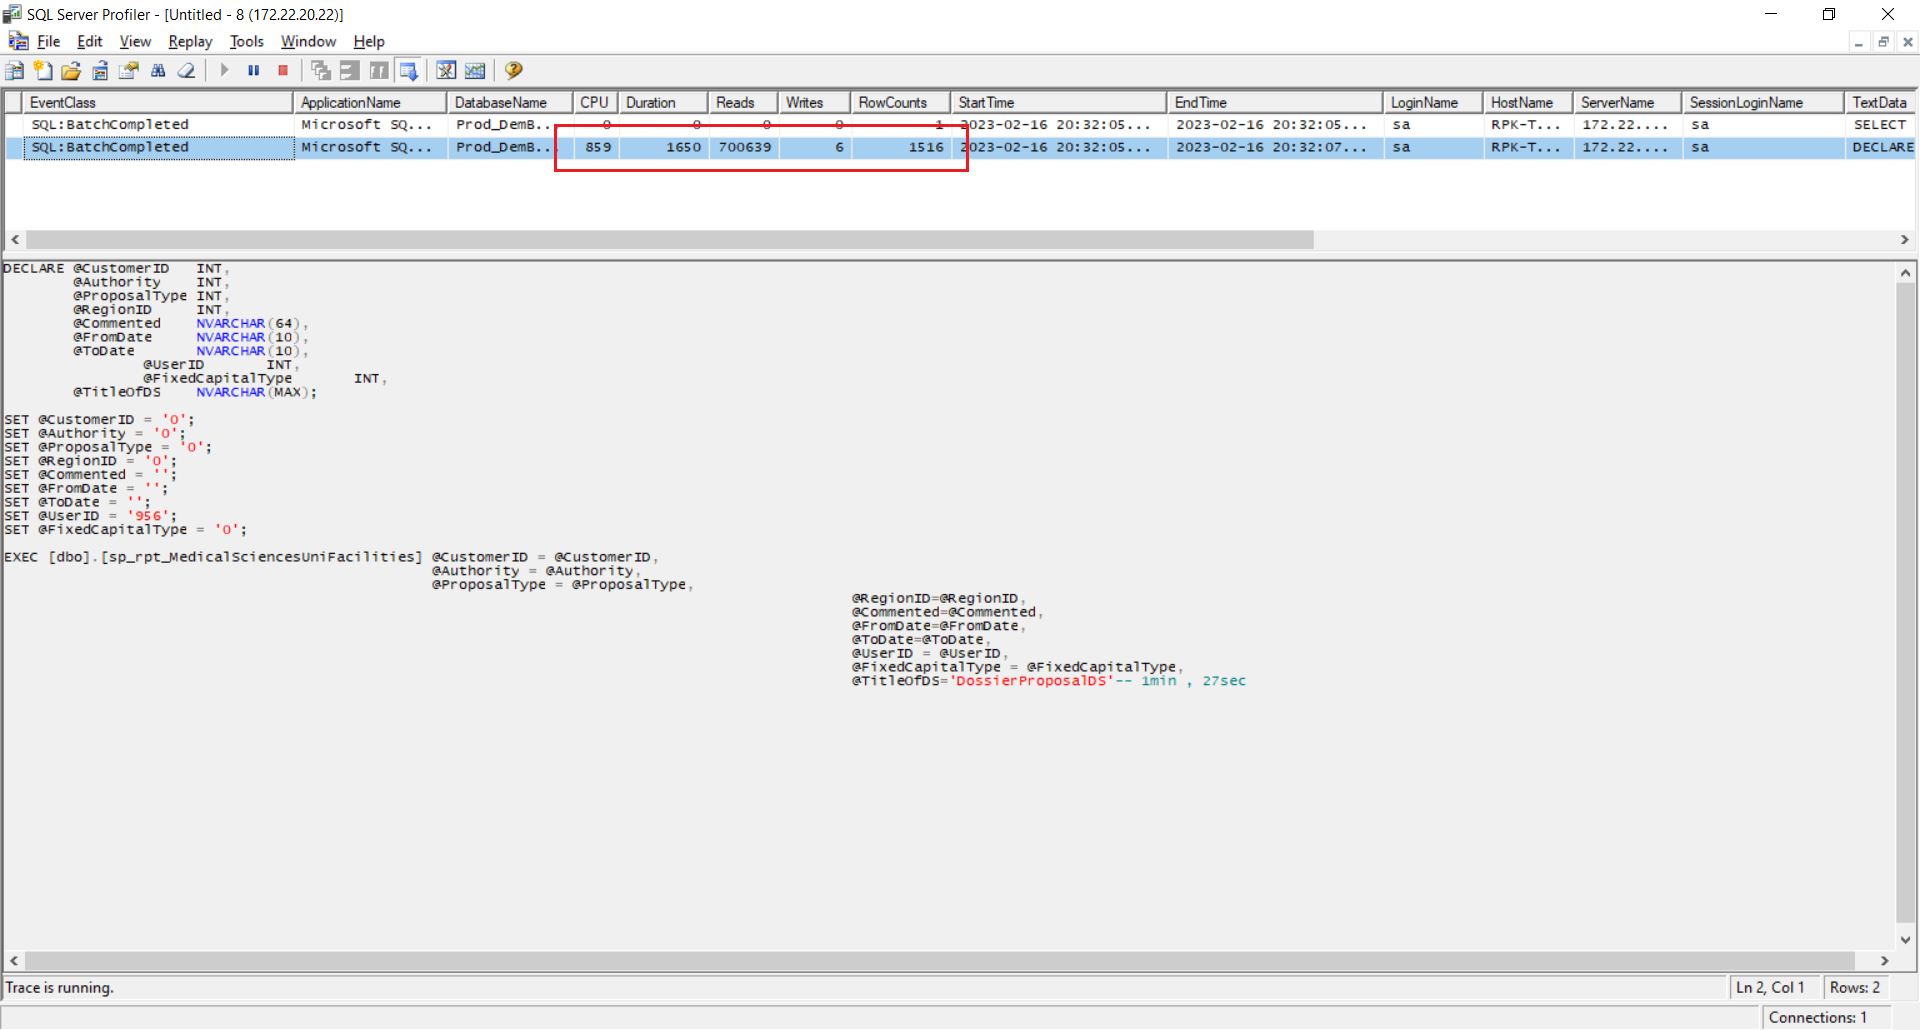 SQL Server Profiler - [Untitled - 8 (172.22.20.22)]
File Edit View Replay Tools Window Help
EventClass ApplicationName DatabaseName CPU Duration Reads Writes RowCounts StartTime EndTime LoginName HostName ServerName SessionLoginName TextData
SQL:BatchCompleted Microsoft SQ... Prod_DemB... 0 0 0 0 1 2023-02-16 20:32:05... 2023-02-16 20:32:05... sa RPK-T... 172.22.... sa SELECT
SQL:BatchCompleted Microsoft SQ... Prod_DemB... 859 1650 700639 6 1516 2023-02-16 20:32:05... 2023-02-16 20:32:07... sa RPK-T... 172.22.... sa DECLARE
DECLARE @CustomerID INT,
@Authority INT,
@ProposalType INT,
@RegionID INT,
@Commented NVARCHAR(64),
@FromDate NVARCHAR(10),
@ToDate NVARCHAR(10),
@UserID INT,
@FixedCapitalType INT,
@TitleOfDS NVARCHAR(MAX);
SET @CustomerID = '0';
SET @Authority = '0';
SET @ProposalType = '0';
SET @RegionID = '0';
SET @Commented = '';
SET @FromDate = '';
SET @ToDate = '';
SET @UserID = '956';
SET @FixedCapitalType = '0';
EXEC [dbo].[sp_rpt_MedicalSciencesUniFacilities] @CustomerID = @CustomerID,
@Authority = @Authority,
@ProposalType = @ProposalType,
@RegionID=@RegionID,
@Commented=@Commented,
@FromDate=@FromDate,
@ToDate=@ToDate,
@UserID = @UserID,
@FixedCapitalType = @FixedCapitalType,
@TitleOfDS='DossierProposalDS'-- 1min , 27sec
Trace is running.
Ln 2, Col 1
Rows: 2
Connections: 1